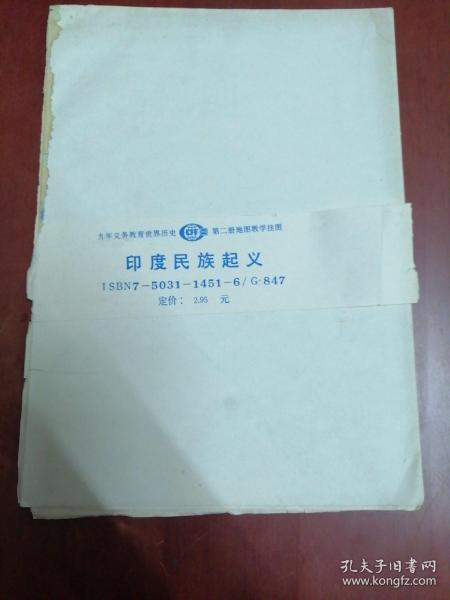 九年义务教育世界历史 第二册地图教学挂图
印度民族起义
ISBN7-5031-1451-6/G·847
定价： 2.95 元
孔夫子旧书网
www.kongfz.com